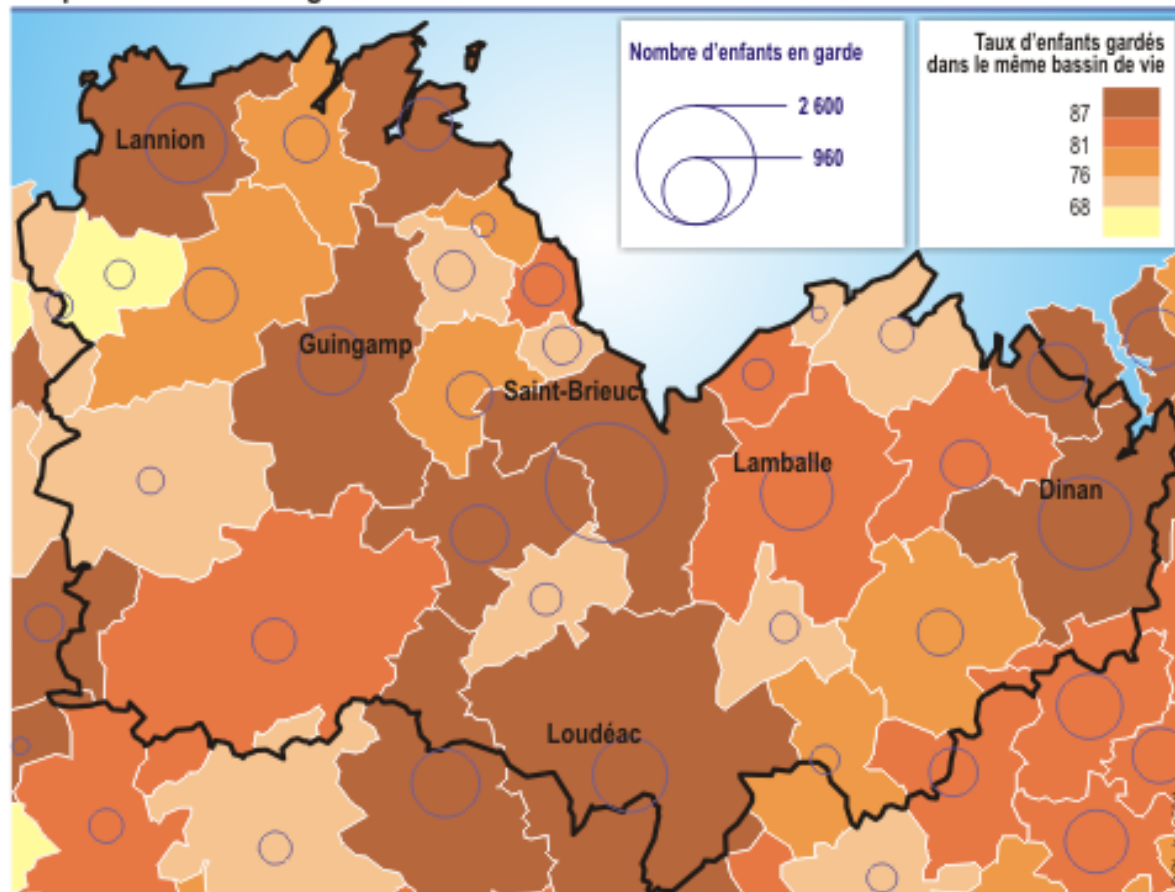 Nombre d'enfants en garde
2 600
960
Taux d'enfants gardés
dans le même bassin de vie
87
81
76
68
Lannion
Guingamp
Saint-Brieuc
Lamballe
Dinan
Loudéac